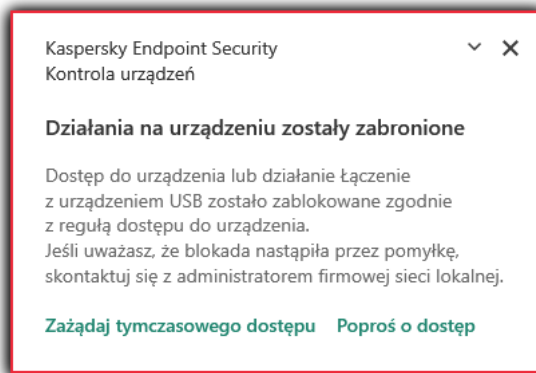 Kaspersky Endpoint Security
Kontrola urządzeń
Działania na urządzeniu zostały zabronione
Dostęp do urządzenia lub działanie Łączenie
z urządzeniem USB zostało zablokowane zgodnie
z regułą dostępu do urządzenia.
Jeśli uważasz, że blokada nastąpiła przez pomyłkę,
skontaktuj się z administratorem firmowej sieci lokalnej.
Zażądaj tymczasowego dostępu Poproś o dostęp